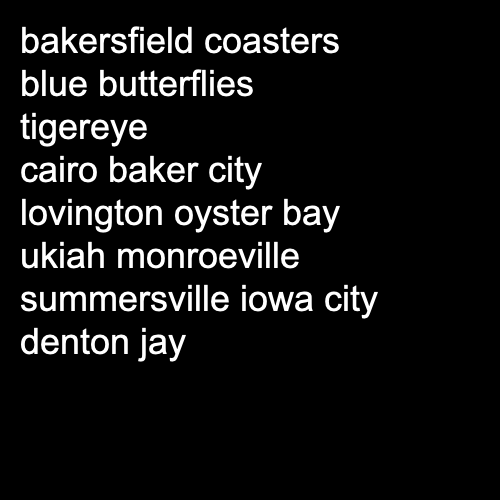 bakersfield coasters
blue butterflies
tigereye
cairo baker city
lovington oyster bay
ukiah monroeville
summersville iowa city
denton jay